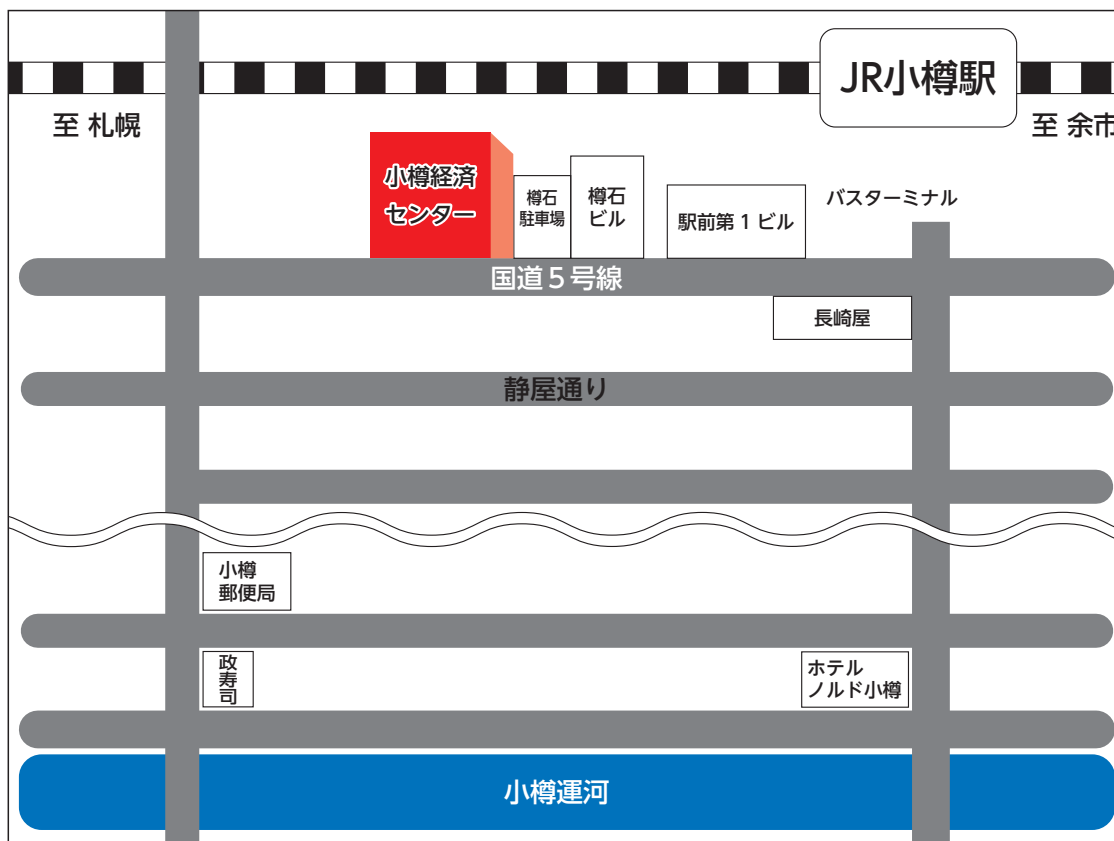 JR小樽駅
至 札幌
至 余市
小樽経済
センター
樽石
駐車場
樽石
ビル
駅前第1ビル
バスターミナル
国道5号線
長崎屋
静屋通り
小樽
郵便局
政寿司
ホテル
ノルド小樽
小樽運河